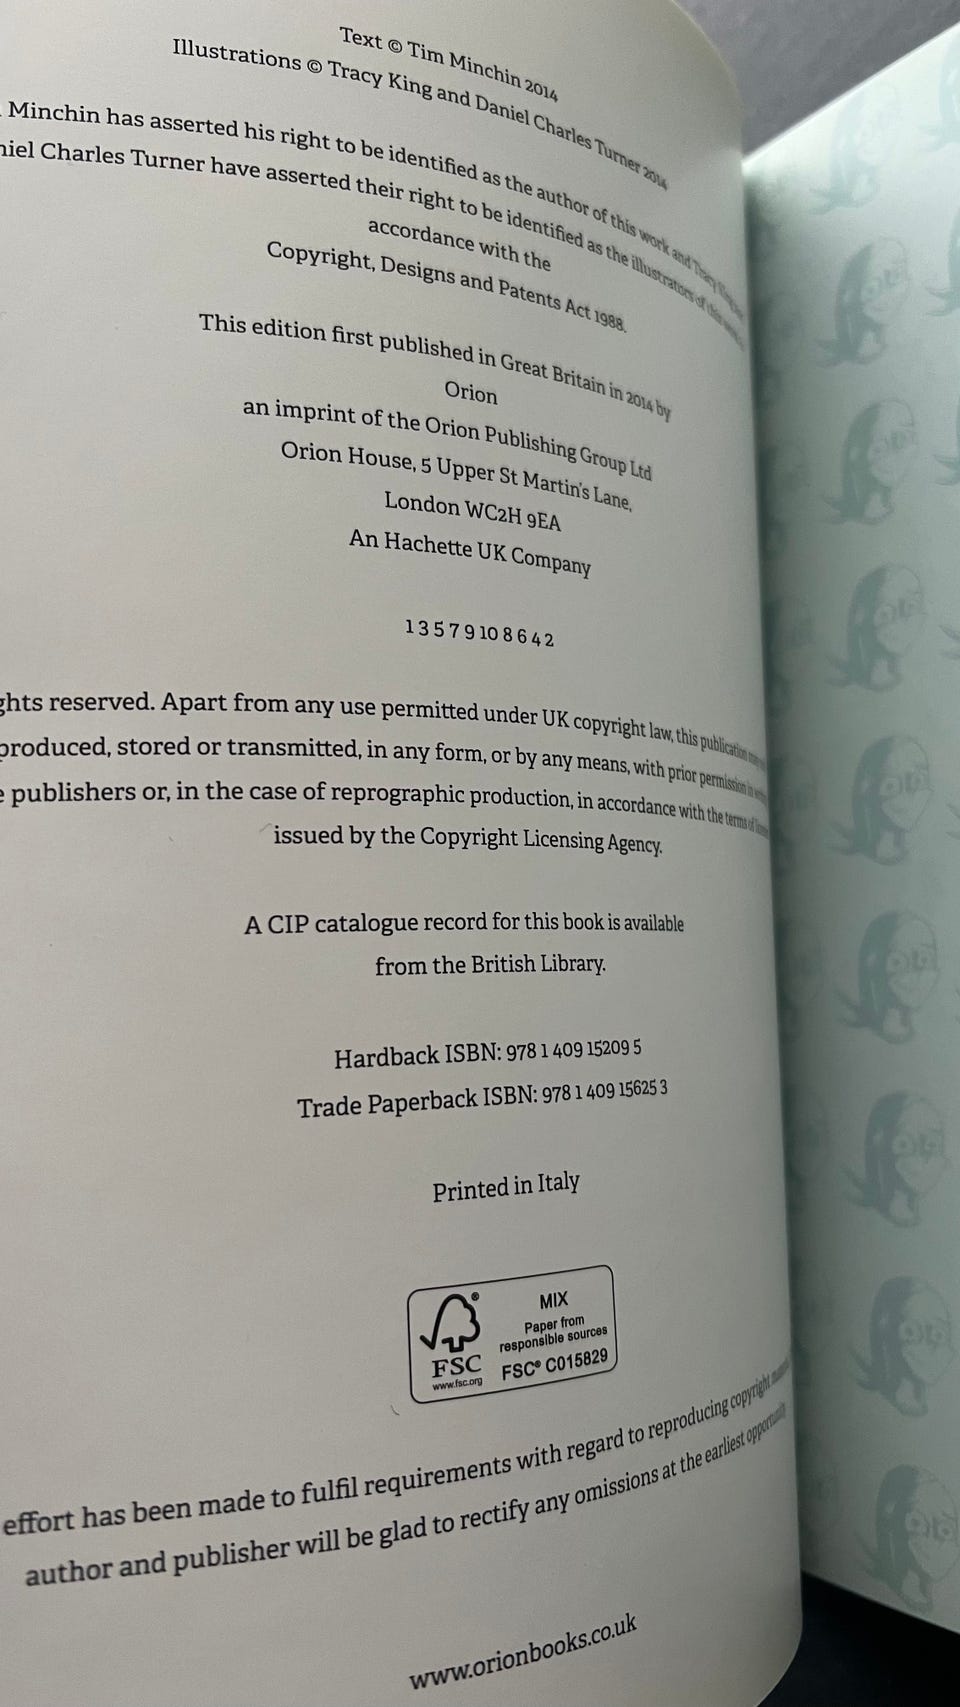 Text © Tim Minchin 2014
Illustrations © Tracy King and Daniel Charles Turner 2014
Minchin has asserted his right to be identified as the author of this work and Tracy King
Charles Turner have asserted their right to be identified as the illustrators of this
accordance with the
Copyright, Designs and Patents Act 1988.
This edition first published in Great Britain in 2014 by
Orion
an imprint of the Orion Publishing Group Ltd
Orion House, 5 Upper St Martin's Lane,
London WC2H 9EA
An Hachette UK Company
1 3 5 7 9 10 8 6 4 2
ghts reserved. Apart from any use permitted under UK copyright law, this publication
produced, stored or transmitted, in any form, or by any means, with prior permission in
publishers or, in the case of reprographic production, in accordance with the terms of
issued by the Copyright Licensing Agency.
A CIP catalogue record for this book is available
from the British Library.
Hardback ISBN: 978 1 409 15209 5
Trade Paperback ISBN: 978 1 409 15625 3
Printed in Italy
FSC
www.fsc.org
MIX
Paper from
responsible sources
FSC® C015829
effort has been made to fulfil requirements with regard to reproducing copyright
author and publisher will be glad to rectify any omissions at the earliest opportunity
www.orionbooks.co.uk